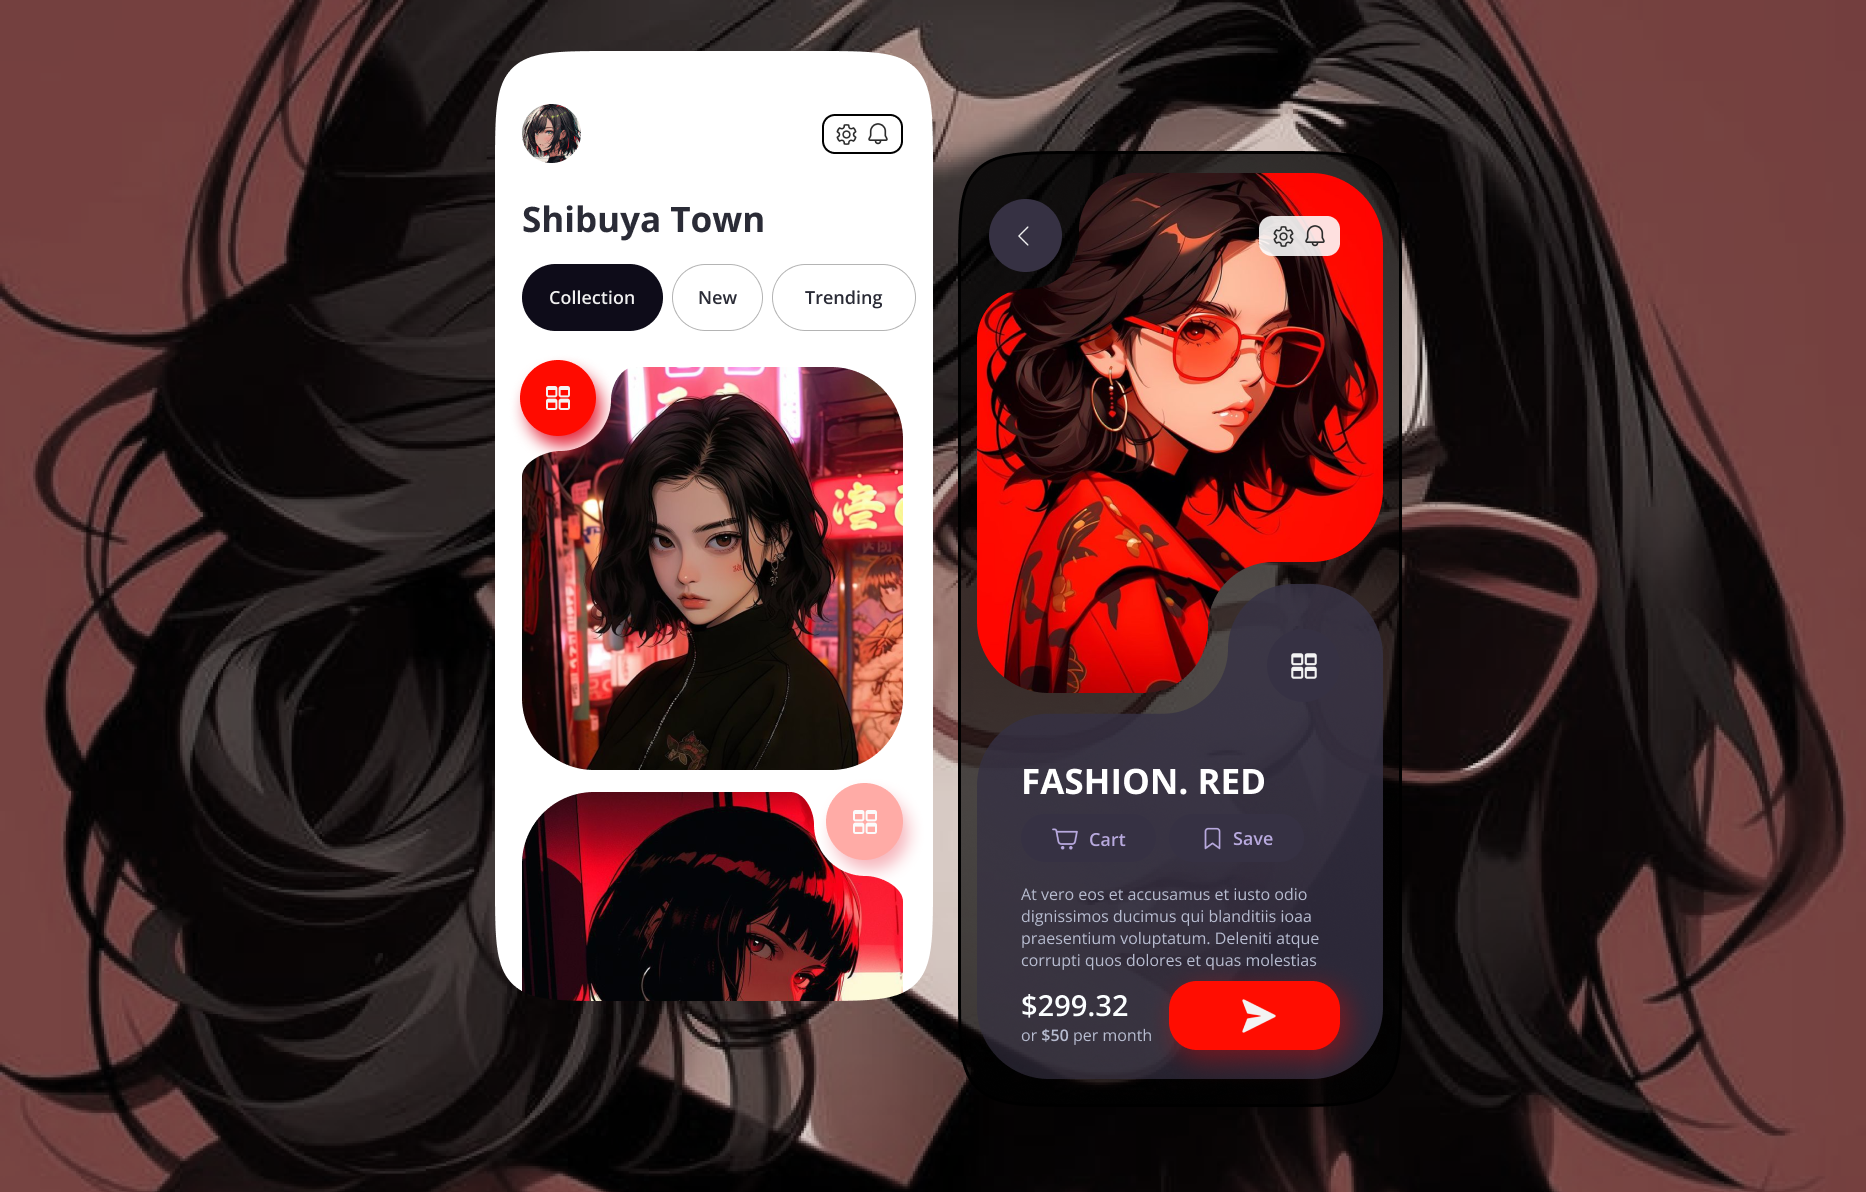 Shibuya Town
Collection
New
Trending
FASHION. RED
Cart
Save
At vero eos et accusamus et iusto odio
dignissimos ducimus qui blanditiis ioaa
praesentium voluptatum. Deleniti atque
corrupti quos dolores et quas molestias
$299.32
or $50 per month